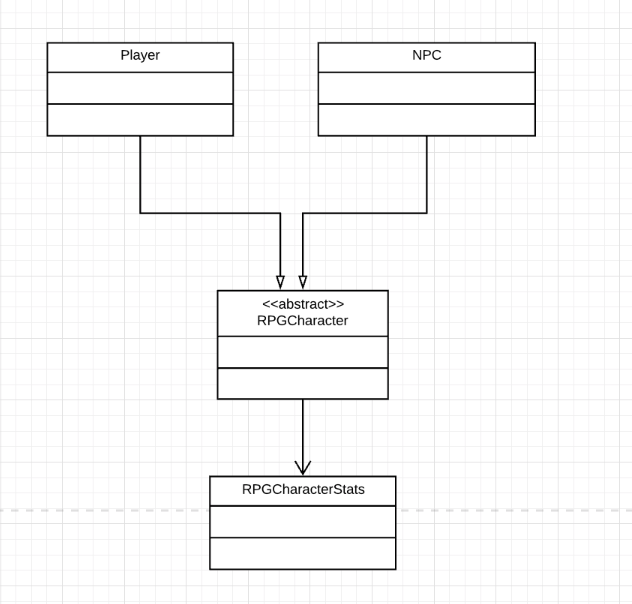 Player
NPC
<<abstract>>
RPGCharacter
RPGCharacterStats